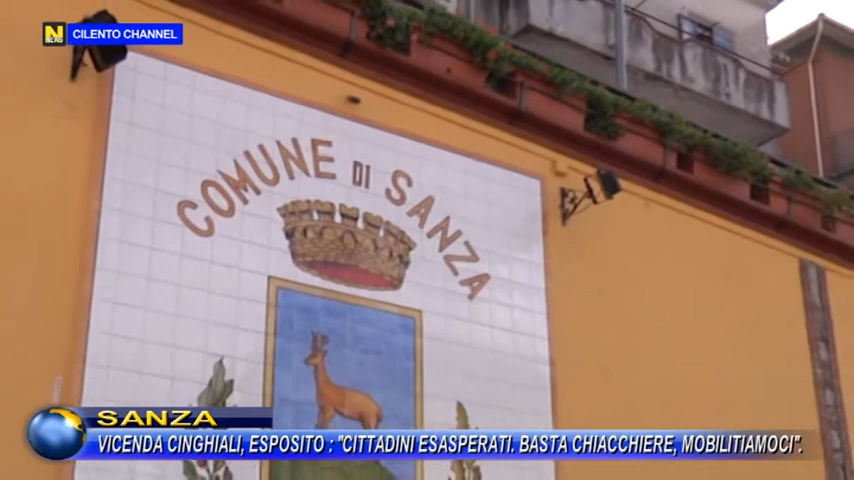 N
CILENTO CHANNEL
COMUNE DI SANZA
SANZA
VICENDA CINGHIALI, ESPOSITO : "CITTADINI ESASPERATI. BASTA CHIACCHIERE, MOBILITIAMOCI".